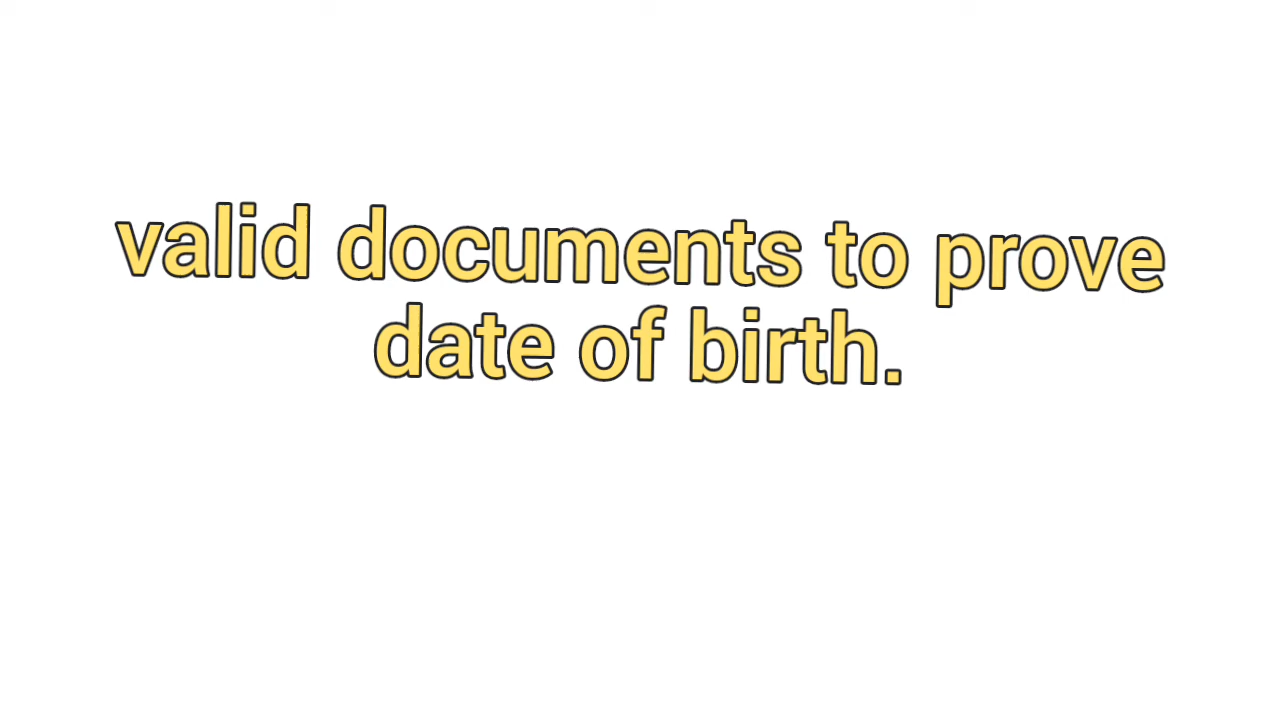 valid documents to prove
date of birth.